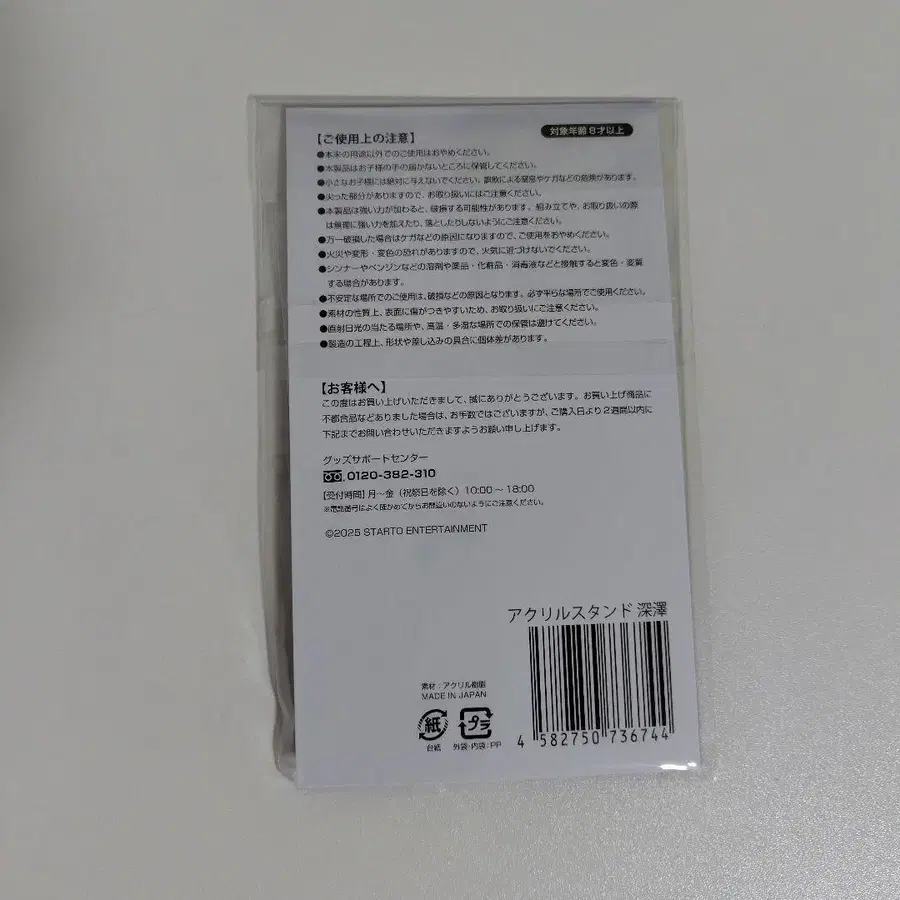 対象年齢8才以上
【ご使用上の注意】
●本来の用途以外でのご使用はおやめください。
●本製品はお子様の手の届かないところに保管してください。
●小さなお子様には絶対に与えないでください。誤飲による窒息やケガなどの危険があります。
●尖った部分がありますので、お取り扱いにはご注意ください。
●本製品は強い力が加わると、破損する可能性があります。組み立てや、お取り扱いの際
は無理に強い力を加えたり、落としたりしないようにご注意ください。
●万一破損した場合はケガなどの原因になりますので、ご使用をおやめください。
●火災や変形・変色の恐れがありますので、火気に近づけないでください。
●シンナーやベンジンなどの溶剤や薬品・化粧品・消毒液などと接触すると変色・変質
する場合があります。
●不安定な場所でのご使用は、破損などの原因となります。必ず平らな場所でご使用ください。
●素材の性質上、表面に傷がつきやすいため、お取り扱いにご注意ください。
●直射日光の当たる場所や、高温・多湿な場所での保管は避けてください。
●製造の工程上、形状や差し込みの具合に個体差があります。
【お客様へ】
この度はお買い上げいただきまして、誠にありがとうございます。お買い上げ商品に
不都合品などありました場合は、お手数ではございますが、ご購入日より2週間以内に
下記までお問い合わせいただきますようお願い申し上げます。
グッズサポートセンター
0120-382-310
【受付時間】月～金（祝祭日を除く）10:00～18:00
※電話番号はよく確かめてからお間違いのないようにご注意ください。
©2025 STARTO ENTERTAINMENT
アクリルスタンド 深澤
素材：アクリル樹脂
MADE IN JAPAN
紙
プラ
台紙
外袋・内袋:PP
4 582750 736744